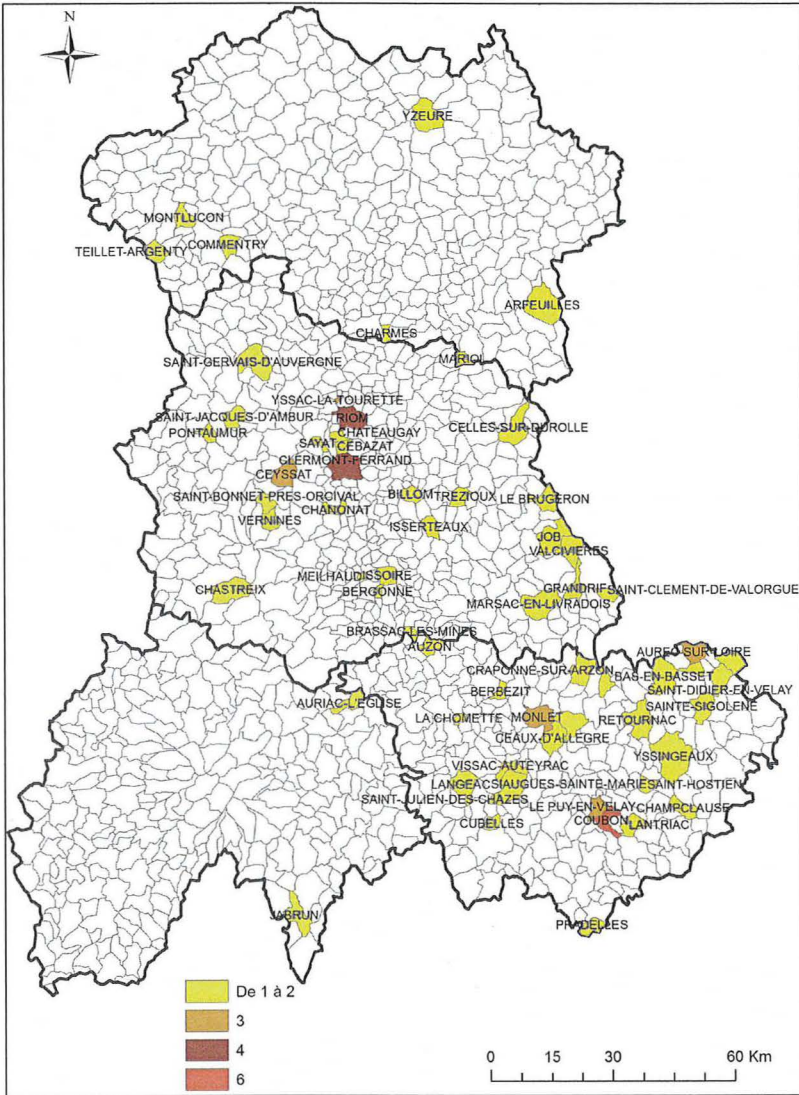 N
YZEURE
MONTLUCON
TEILLET-ARGENTY
COMMENTRY
ARFEUILLES
CHARMES
MARIOL
SAINT-GERVAIS-D'AUVERGNE
YSSAC-LA-TOURETTE
SAINT-JACQUES-D'AMBUR
RIOM
PONTAUMUR
CHATEAUGAY
CELLES-SUR-DUROLLE
SAYAT
CEBAZAT
CLERMONT-FERRAND
CEYSSAT
SAINT-BONNET-PRES-ORCIVAL
BILLOM
TREZIOUX
LE BRUGERON
VERNINES
CHANONAT
ISSERTEAUX
JOB
VALCIVIERES
MEILHAUD
ISSOIRE
CHASTREIX
BERGONNE
GRANDRIF
SAINT-CLEMENT-DE-VALORGUE
MARSAC-EN-LIVRADOIS
BRASSAC-LES-MINES
AUZON
AUREC-SUR-LOIRE
CRAPONNE-SUR-ARZON
BAS-EN-BASSET
SAINT-DIDIER-EN-VELAY
BERBEZIT
AURIAC-L'EGLISE
SAINTE-SIGOLENE
LA CHOMETTE
MONLET
RETOURNAC
CEAUX-D'ALLEGRE
YSSINGEAUX
VISSAC-AUTEYRAC
LANGEAC
SIAUGUES-SAINTE-MARIE
SAINT-HOSTIEN
SAINT-JULIEN-DES-CHAZES
LE PUY-EN-VELAY
CHAMPCLAUSE
CUBELLES
COUBON
LANTRIAC
JABRUN
PRADELLES
De 1 à 2
3
4
6
0 15 30 60 Km